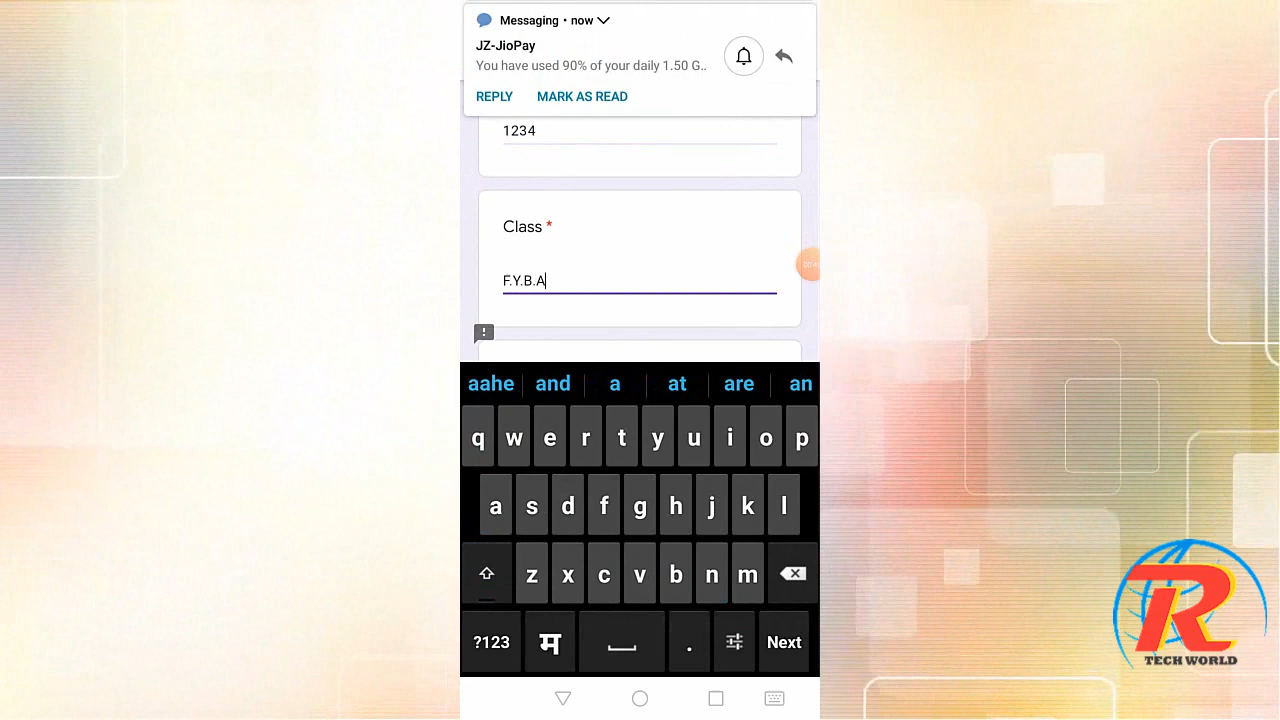 Messaging • now
JZ-JioPay
You have used 90% of your daily 1.50 G..
REPLY MARK AS READ
1234
Class *
F.Y.B.A
!
aahe and a at are an
q w e r t y u i o p
a s d f g h j k l
z x c v b n m
?123 म . Next
R
TECH WORLD